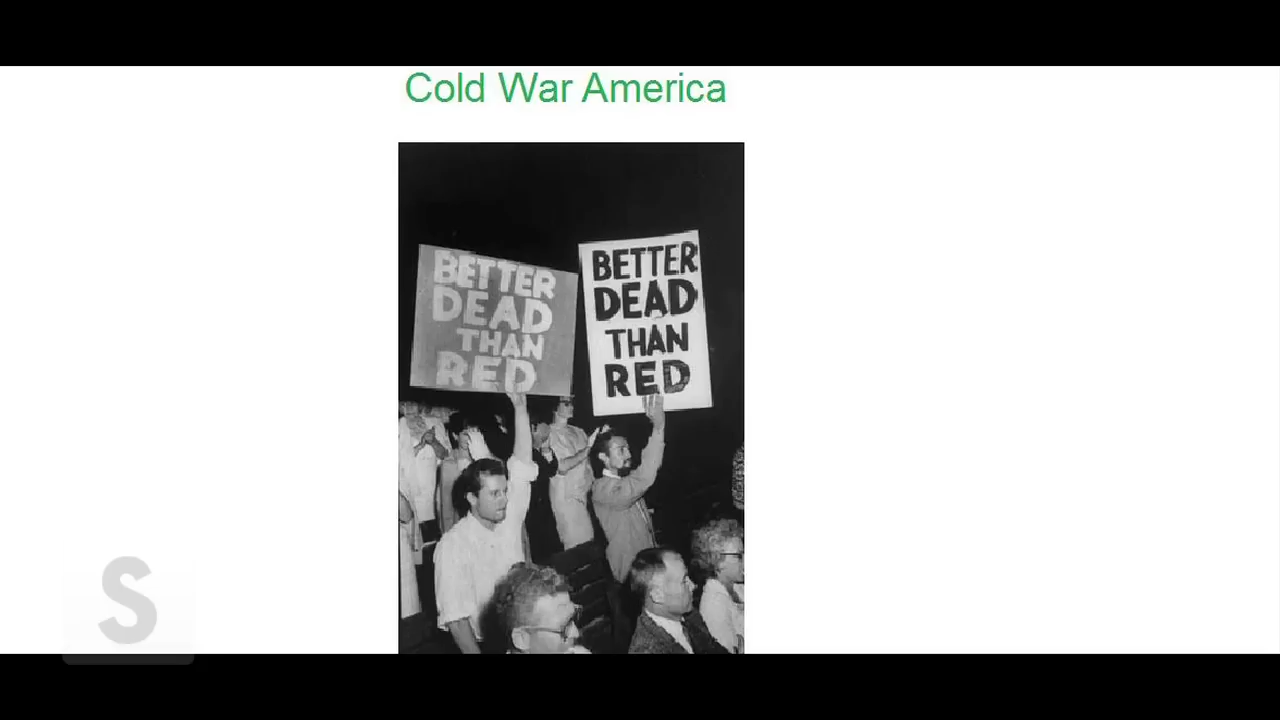 Cold War America
BETTER
DEAD
THAN
RED
BETTER
DEAD
THAN
RED
S